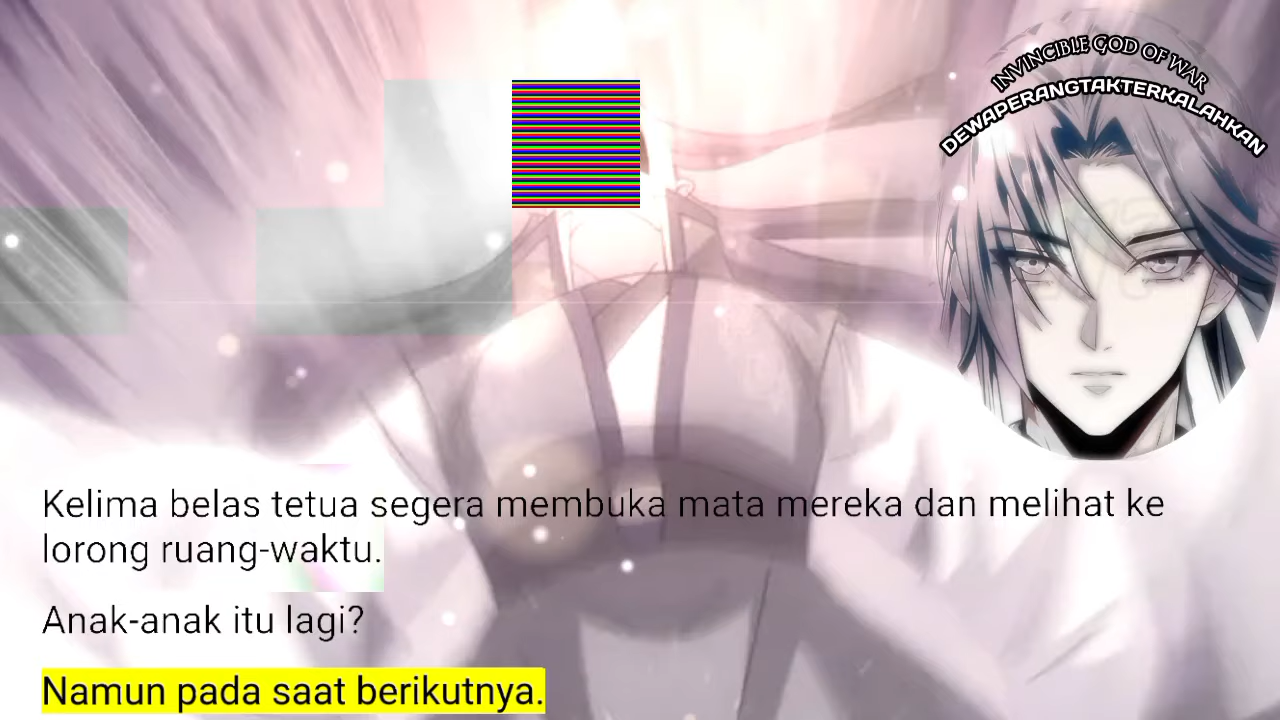 INVINCIBLE GOD OF WAR
DEWAPERANGTAKTERKALAHKAN
Kelima belas tetua segera membuka mata mereka dan melihat ke
lorong ruang-waktu.
Anak-anak itu lagi?
Namun pada saat berikutnya.